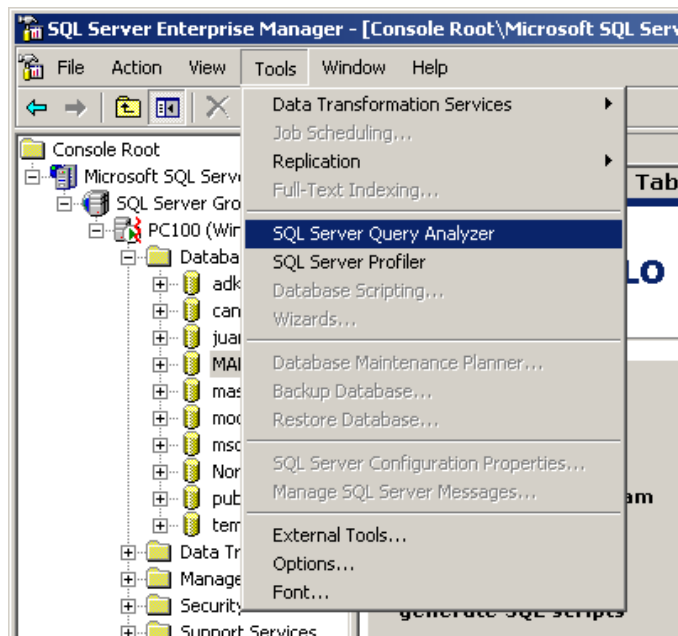 SQL Server Enterprise Manager - [Console Root\Microsoft SQL Serv
File Action View Tools Window Help
Data Transformation Services
Job Scheduling...
Replication
Full-Text Indexing...
SQL Server Query Analyzer
SQL Server Profiler
Database Scripting...
Wizards...
Database Maintenance Planner...
Backup Database...
Restore Database...
SQL Server Configuration Properties...
Manage SQL Server Messages...
External Tools...
Options...
Font...
Console Root
Microsoft SQL Serv
SQL Server Gro
PC100 (Win
Databa
adk
can
juan
MAI
mas
mod
msd
Nor
pub
tem
Data Tr
Manage
Security
Support Services
Tab
LO
am
generate SQL scripts